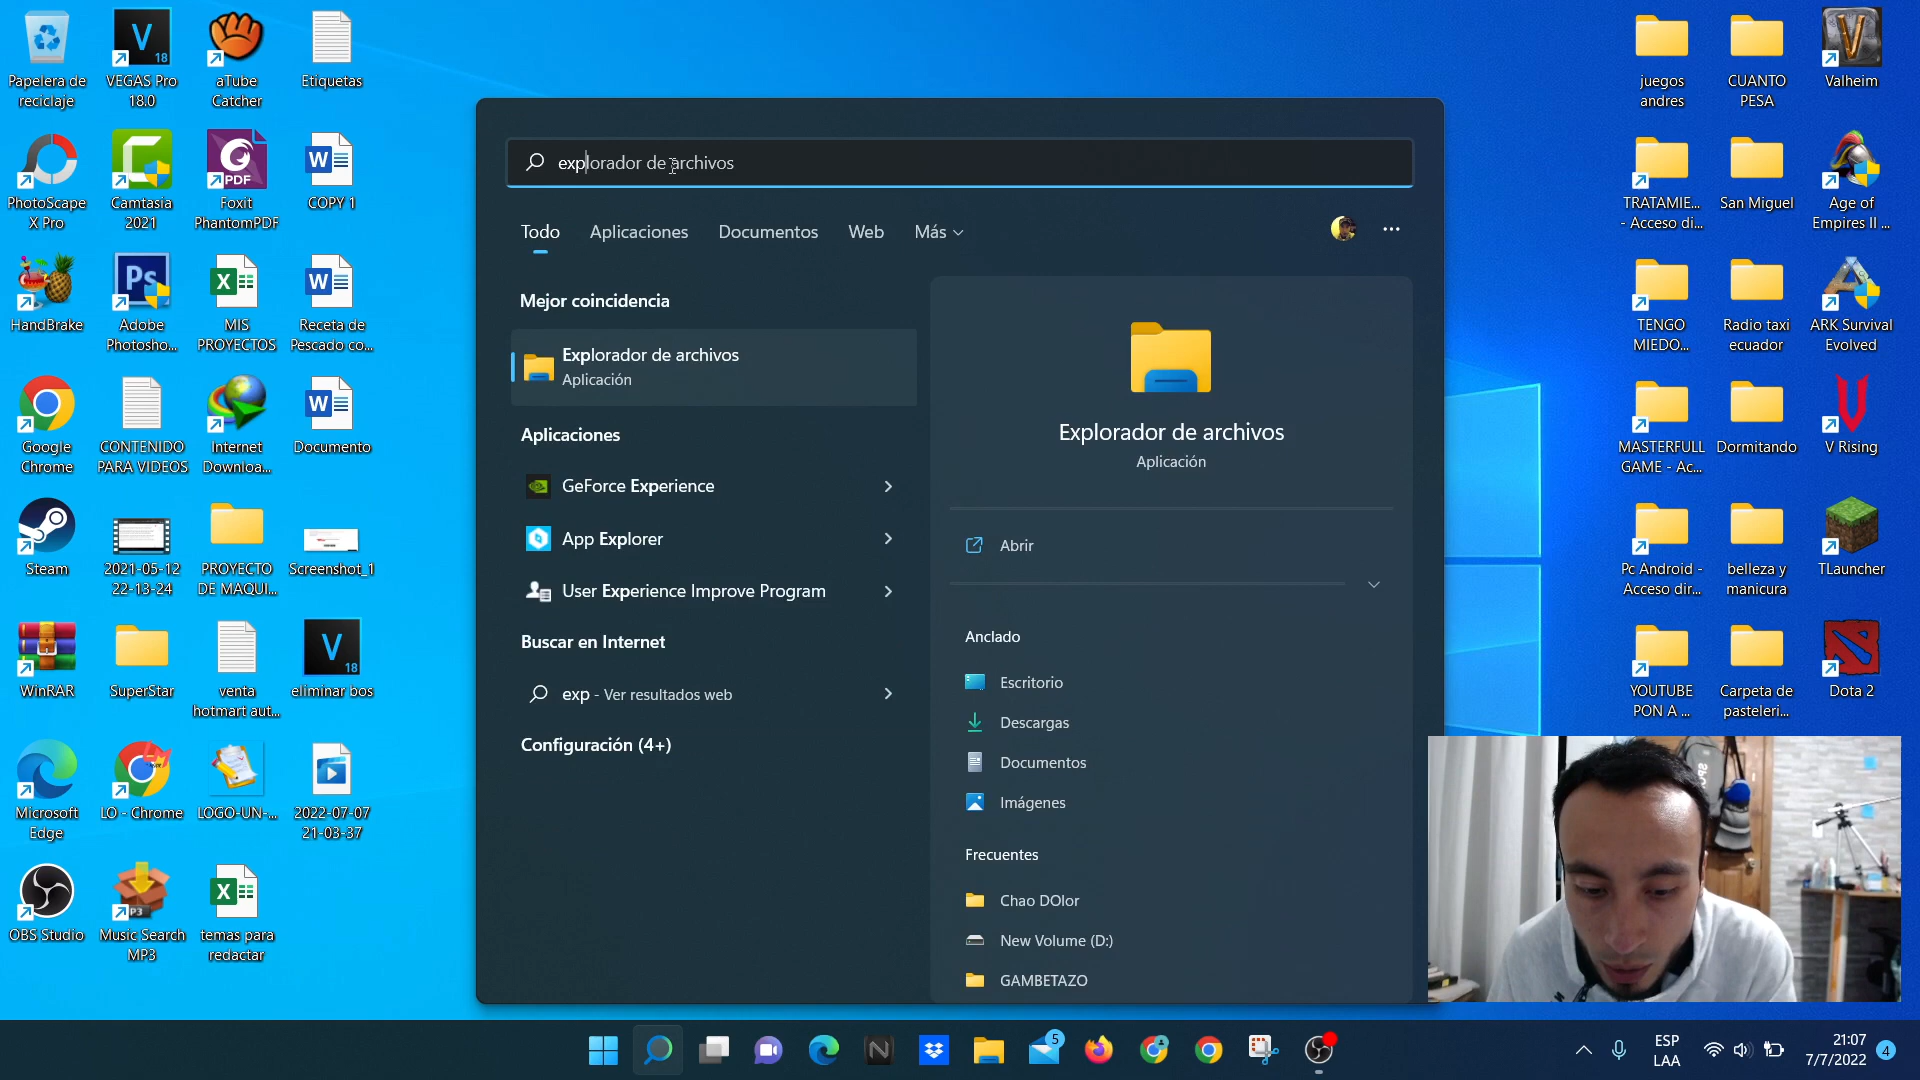 Papelera de
reciclaje
VEGAS Pro
18.0
aTube
Catcher
Etiquetas
PhotoScape
X Pro
Camtasia
2021
Foxit
PhantomPDF
COPY 1
HandBrake
Adobe
Photosho...
MIS
PROYECTOS
Receta de
Pescado co...
Google
Chrome
CONTENIDO
PARA VIDEOS
Internet
Downloa...
Documento
Steam
2021-05-12
22-13-24
PROYECTO
DE MAQUI...
Screenshot_1
WinRAR
SuperStar
venta
hotmart aut...
eliminar bos
Microsoft
Edge
LO - Chrome
LOGO-UN-...
2022-07-07
21-03-37
OBS Studio
Music Search
MP3
temas para
redactar
explorador de archivos
Todo
Aplicaciones
Documentos
Web
Más
Mejor coincidencia
Explorador de archivos
Aplicación
Aplicaciones
GeForce Experience
App Explorer
User Experience Improve Program
Buscar en Internet
exp - Ver resultados web
Configuración (4+)
Explorador de archivos
Aplicación
Abrir
Anclado
Escritorio
Descargas
Documentos
Imágenes
Frecuentes
Chao DOlor
New Volume (D:)
GAMBETAZO
juegos
andres
CUANTO
PESA
Valheim
TRATAMIE...
- Acceso di...
San Miguel
Age of
Empires II ...
TENGO
MIEDO...
Radio taxi
ecuador
ARK Survival
Evolved
MASTERFULL
GAME - Ac...
Dormitando
V Rising
Pc Android -
Acceso dir...
belleza y
manicura
TLauncher
YOUTUBE
PON A ...
Carpeta de
pasteleri...
Dota 2
5
ESP
LAA
21:07
7/7/2022
4